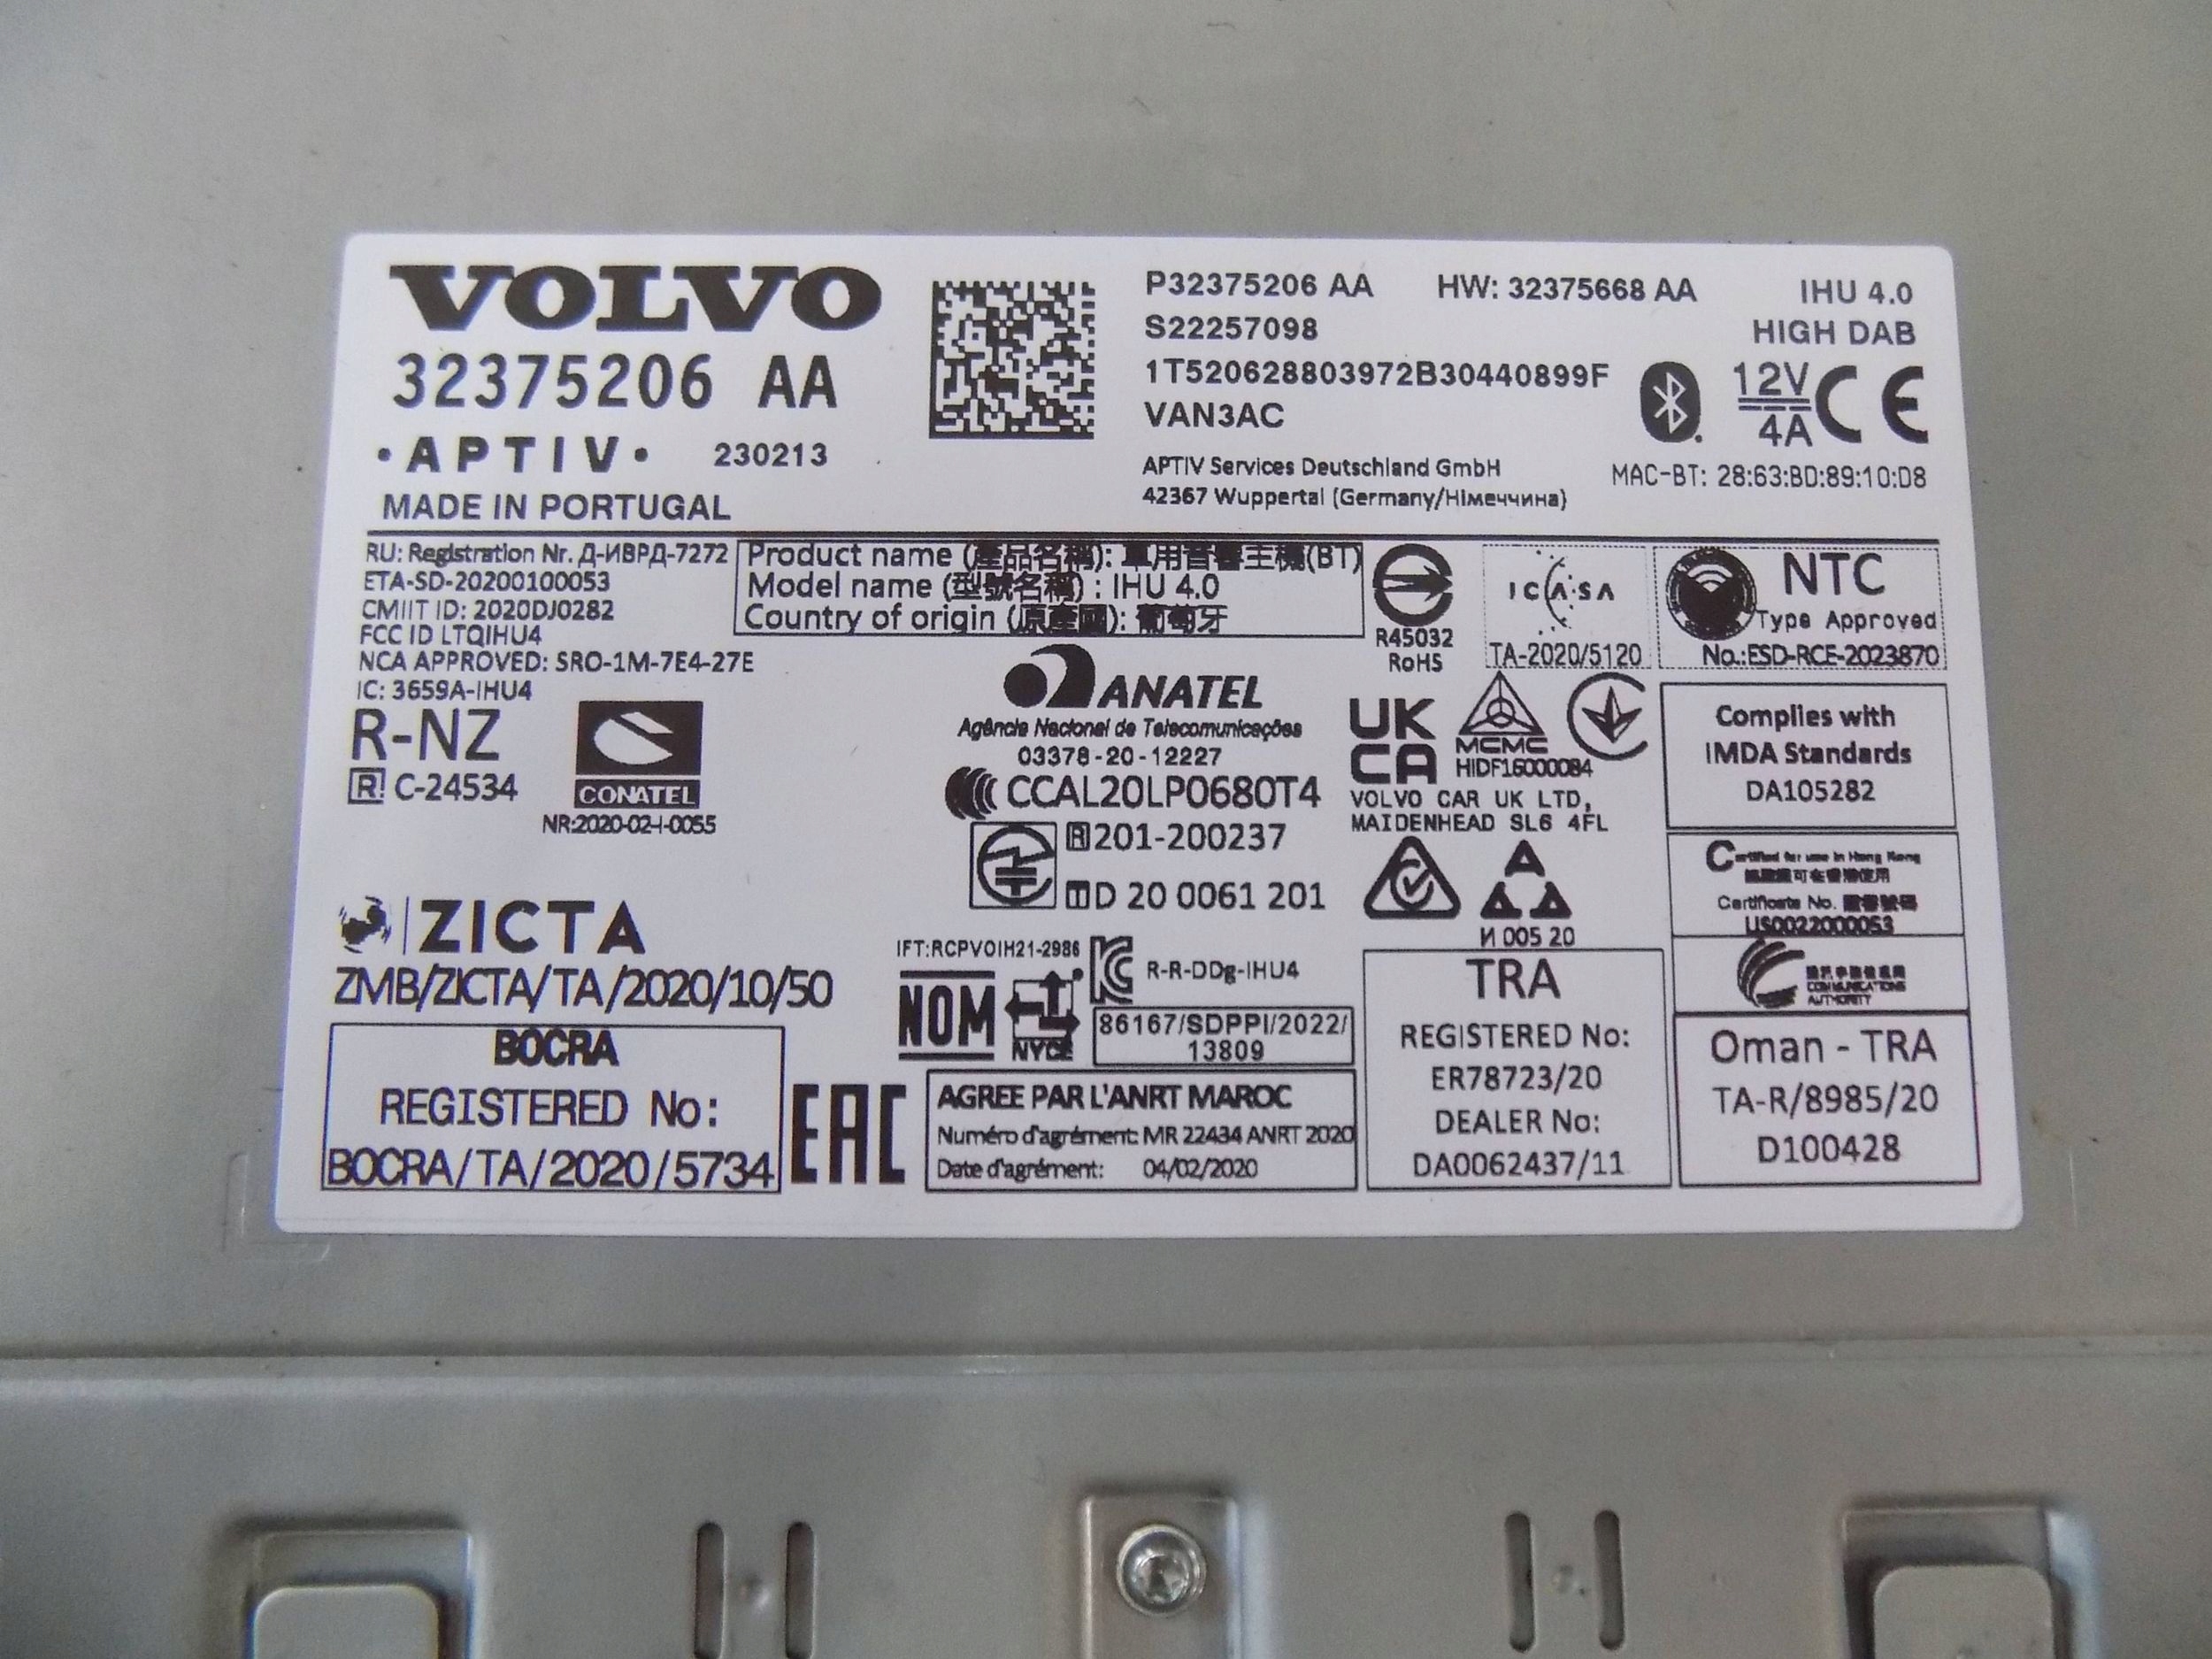 VOLVO
32375206 AA
• APTIV • 230213
MADE IN PORTUGAL
P32375206 AA HW: 32375668 AA IHU 4.0
S22257098 HIGH DAB
1T520628803972B30440899F
VAN3AC
12V
4A
CE
APTIV Services Deutschland GmbH
42367 Wuppertal (Germany/Німеччина)
MAC-BT: 28:63:BD:89:10:D8
RU: Registration Nr. Д-ИВРД-7272
ETA-SD-20200100053
CMIIT ID: 2020DJ0282
FCC ID LTQIHU4
NCA APPROVED: SRO-1M-7E4-27E
IC: 3659A-IHU4
Product name (產品名稱): 車用音響主機(BT)
Model name (型號名稱) : IHU 4.0
Country of origin (原產國): 葡萄牙
R45032
RoHS
ICASA
TA-2020/5120
NTC
Type Approved
No.:ESD-RCE-2023870
R-NZ
R C-24534
CONATEL
NR:2020-02-I-0055
ANATEL
Agência Nacional de Telecomunicações
03378-20-12227
CCAL20LP0680T4
R 201-200237
T D 20 0061 201
UK
CA
MCMC
HIDF16000084
VOLVO CAR UK LTD,
MAIDENHEAD SL6 4FL
Complies with
IMDA Standards
DA105282
Certified for use in Hong Kong
可在香港使用
Certificate No.
US0022000053
COMMUNICATIONS
AUTHORITY
И 005 20
ZICTA
ZMB/ZICTA/TA/2020/10/50
IFT:RCPVOIH21-2986
NOM
NYCE
R-R-DDg-IHU4
86167/SDPPI/2022/
13809
BOCRA
REGISTERED No:
BOCRA/TA/2020/5734
EAC
AGREE PAR L'ANRT MAROC
Numéro d'agrément: MR 22434 ANRT 2020
Date d'agrément: 04/02/2020
TRA
REGISTERED No:
ER78723/20
DEALER No:
DA0062437/11
Oman - TRA
TA-R/8985/20
D100428